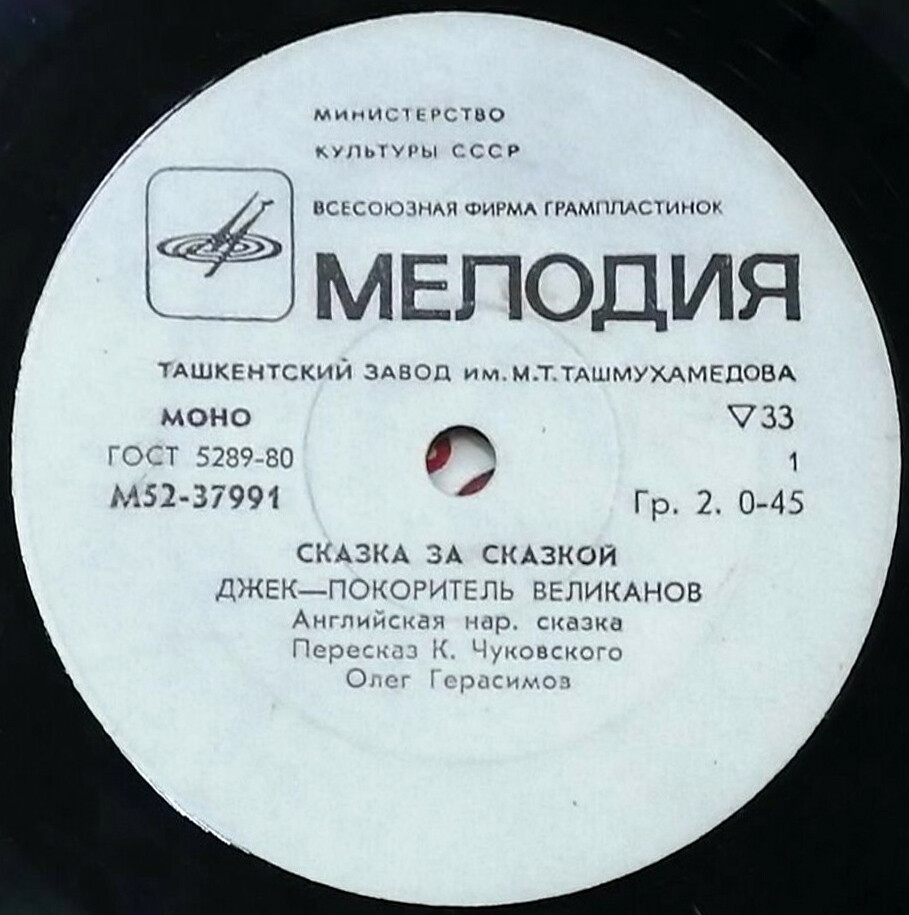 МИНИСТЕРСТВО
КУЛЬТУРЫ СССР
ВСЕСОЮЗНАЯ ФИРМА ГРАМПЛАСТИНОК
МЕЛОДИЯ
ТАШКЕНТСКИЙ ЗАВОД им. М.Т. ТАШМУХАМЕДОВА
МОНО ▽33
ГОСТ 5289-80 1
М52-37991 Гр. 2. 0-45
СКАЗКА ЗА СКАЗКОЙ
ДЖЕК—ПОКОРИТЕЛЬ ВЕЛИКАНОВ
Английская нар. сказка
Пересказ К. Чуковского
Олег Герасимов